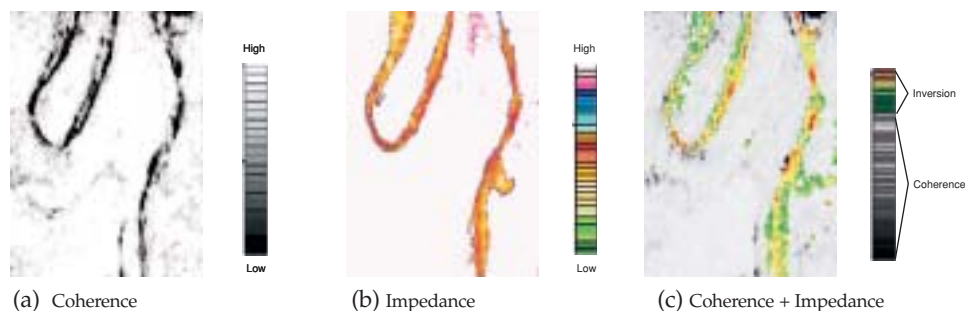 High
Low
(a) Coherence
High
Low
(b) Impedance
Inversion
Coherence
(c) Coherence + Impedance